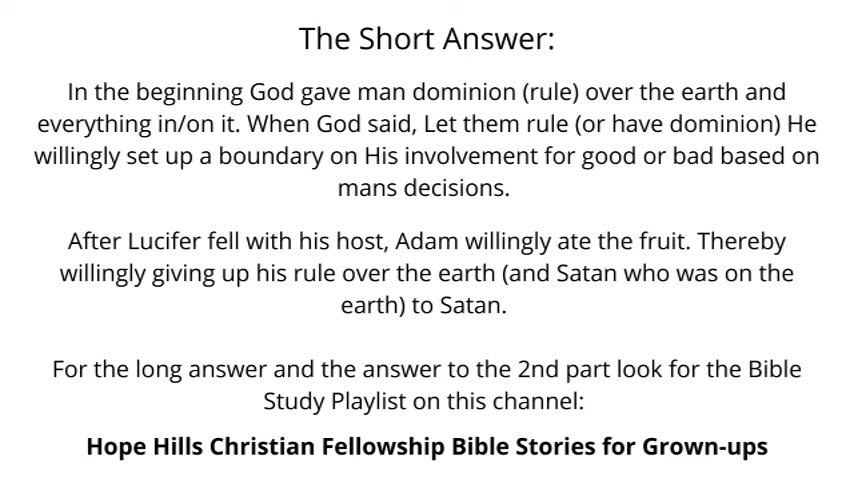 The Short Answer:
In the beginning God gave man dominion (rule) over the earth and
everything in/on it. When God said, Let them rule (or have dominion) He
willingly set up a boundary on His involvement for good or bad based on
mans decisions.
After Lucifer fell with his host, Adam willingly ate the fruit. Thereby
willingly giving up his rule over the earth (and Satan who was on the
earth) to Satan.
For the long answer and the answer to the 2nd part look for the Bible
Study Playlist on this channel:
Hope Hills Christian Fellowship Bible Stories for Grown-ups